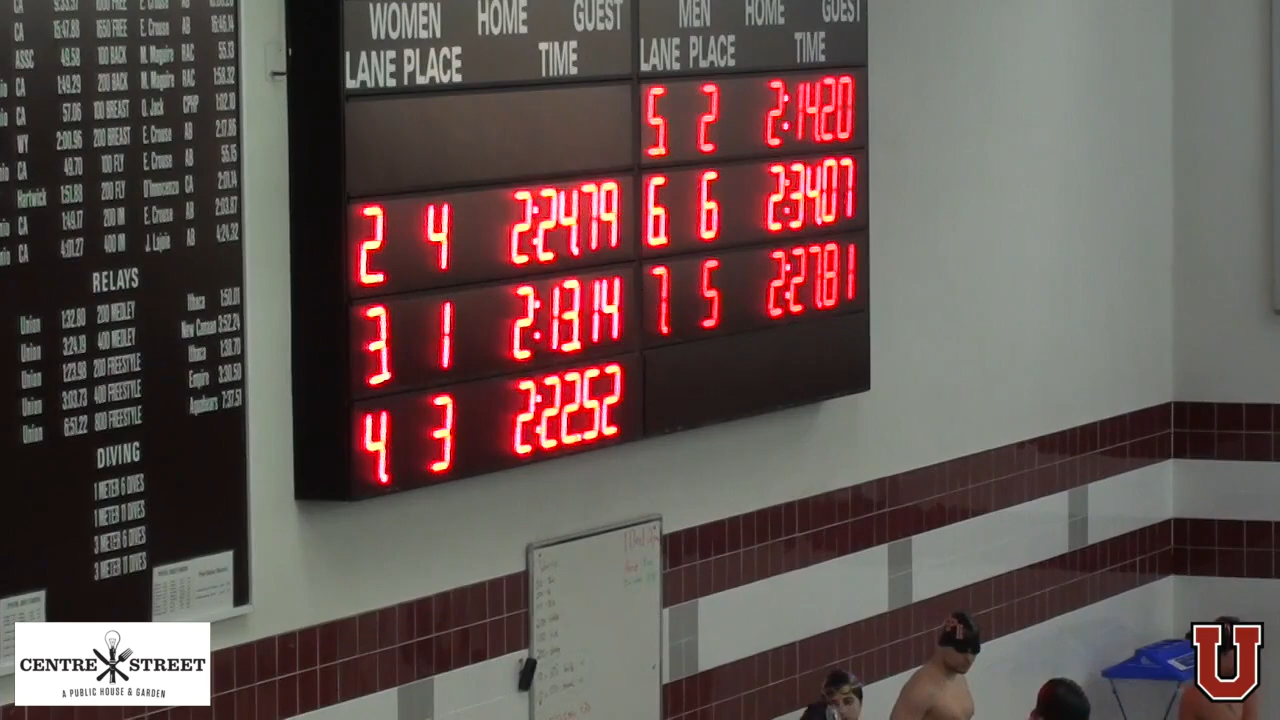 CA 15:47.88 1650 FREE E. Crouse AB 16:46.14
ASSC 49.58 100 BACK M. Maguire RAC 55.13
CA 1:49.29 200 BACK M. Maguire RAC 1:58.32
CA 57.06 100 BREAST O. Jack CPHP 1:02.10
WY 2:00.96 200 BREAST E. Crouse AB 2:17.86
CA 49.70 100 FLY E. Crouse AB 55.15
Hartwick 1:51.88 200 FLY D'Innocenzo CA 2:01.14
CA 1:49.17 200 IM E. Crouse AB 2:03.87
CA 4:01.27 400 IM J. Lajoie AB 4:24.32
RELAYS
Union 1:32.80 200 MEDLEY Ithaca 1:50.01
Union 3:24.19 400 MEDLEY New Canaan 3:52.24
Union 1:23.98 200 FREESTYLE Ithaca 1:38.70
Union 3:03.73 400 FREESTYLE Empire 3:30.50
Union 6:51.22 800 FREESTYLE 7:37.51
DIVING
1 METER 6 DIVES
1 METER 11 DIVES
3 METER 6 DIVES
3 METER 11 DIVES
WOMEN HOME GUEST
LANE PLACE TIME
2 4 2:24.79
3 1 2:13.14
4 3 2:22.52
MEN HOME GUEST
LANE PLACE TIME
5 2 2:14.20
6 6 2:34.07
7 5 2:27.81
CENTRE STREET
A PUBLIC HOUSE & GARDEN
U